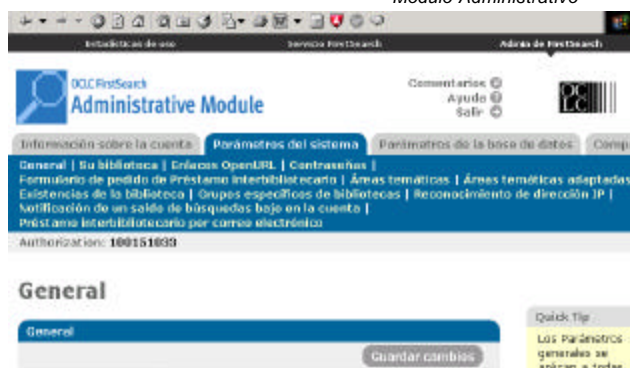 Módulo Administrativo
Estadísticas de uso Servicio FirstSearch Admin de FirstSearch
OCLC FirstSearch
Administrative Module
Comentarios
Ayuda
Salir
OCLC
Información sobre la cuenta Parámetros del sistema Parámetros de la base de datos Comp
General | Su biblioteca | Enlaces OpenURL | Contraseñas |
Formulario de pedido de Préstamo interbibliotecario | Áreas temáticas | Áreas temáticas adaptadas
Existencias de la biblioteca | Grupos específicos de bibliotecas | Reconocimiento de dirección IP |
Notificación de un saldo de búsquedas bajo en la cuenta |
Préstamo interbibliotecario por correo electrónico
Authorization: 100151033
General
General
Guardar cambios
Quick Tip
Los Parámetros
generales se
aplican a todas